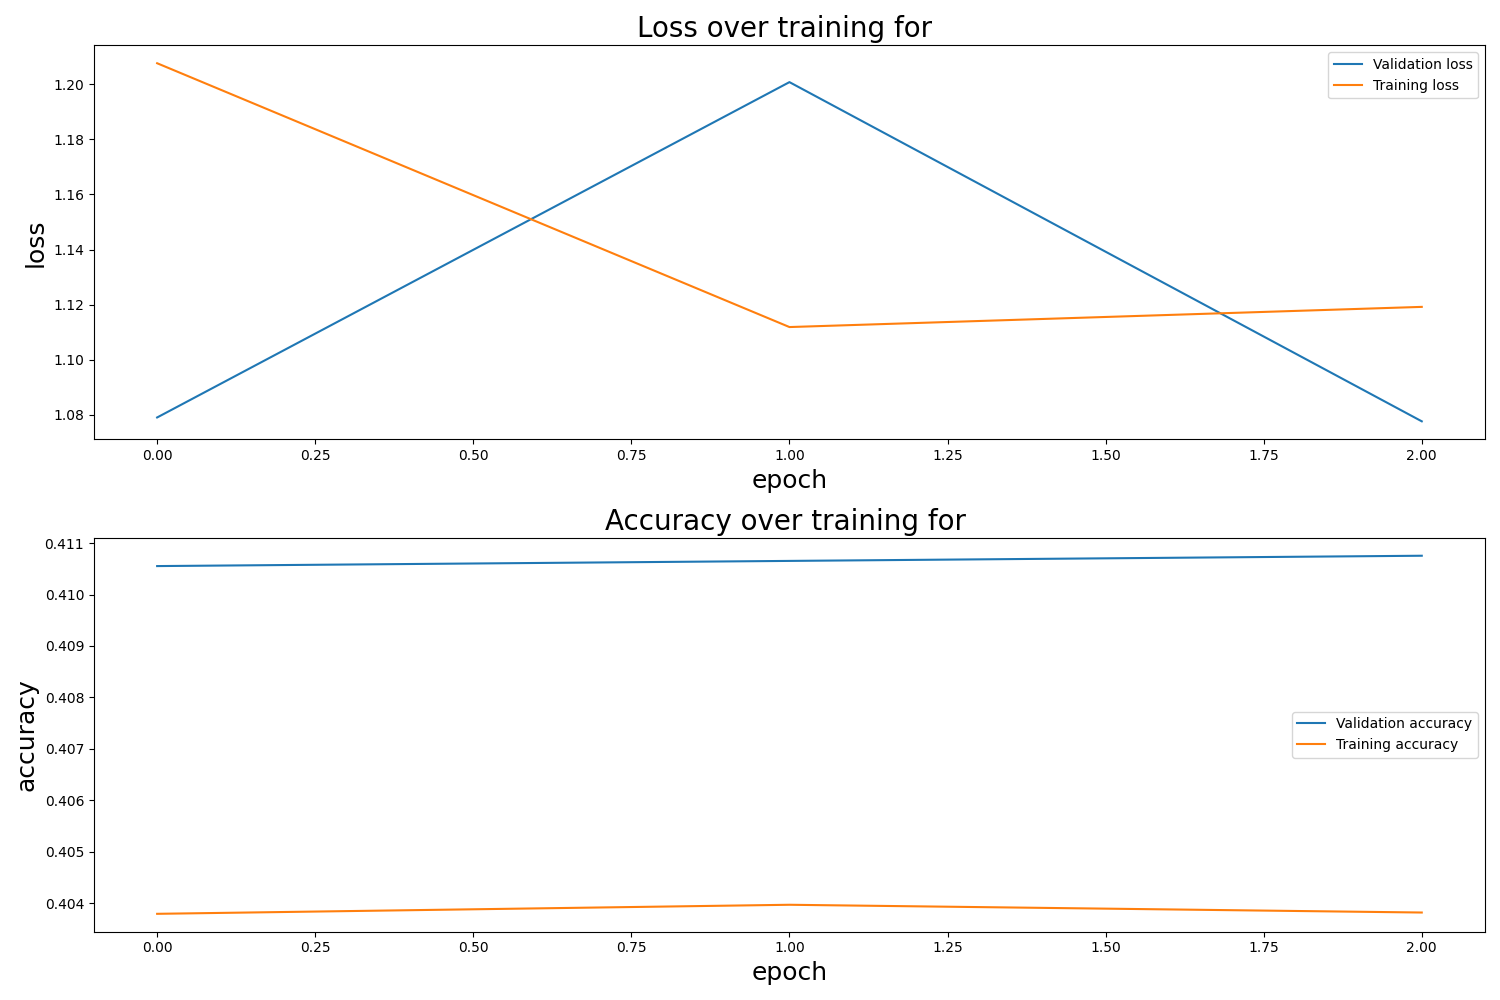 Loss over training for
Validation loss
Training loss
1.20
1.18
1.16
1.14
1.12
1.10
1.08
loss
0.00 0.25 0.50 0.75 1.00 1.25 1.50 1.75 2.00
epoch
Accuracy over training for
0.411
0.410
0.409
0.408
0.407
0.406
0.405
0.404
accuracy
Validation accuracy
Training accuracy
0.00 0.25 0.50 0.75 1.00 1.25 1.50 1.75 2.00
epoch